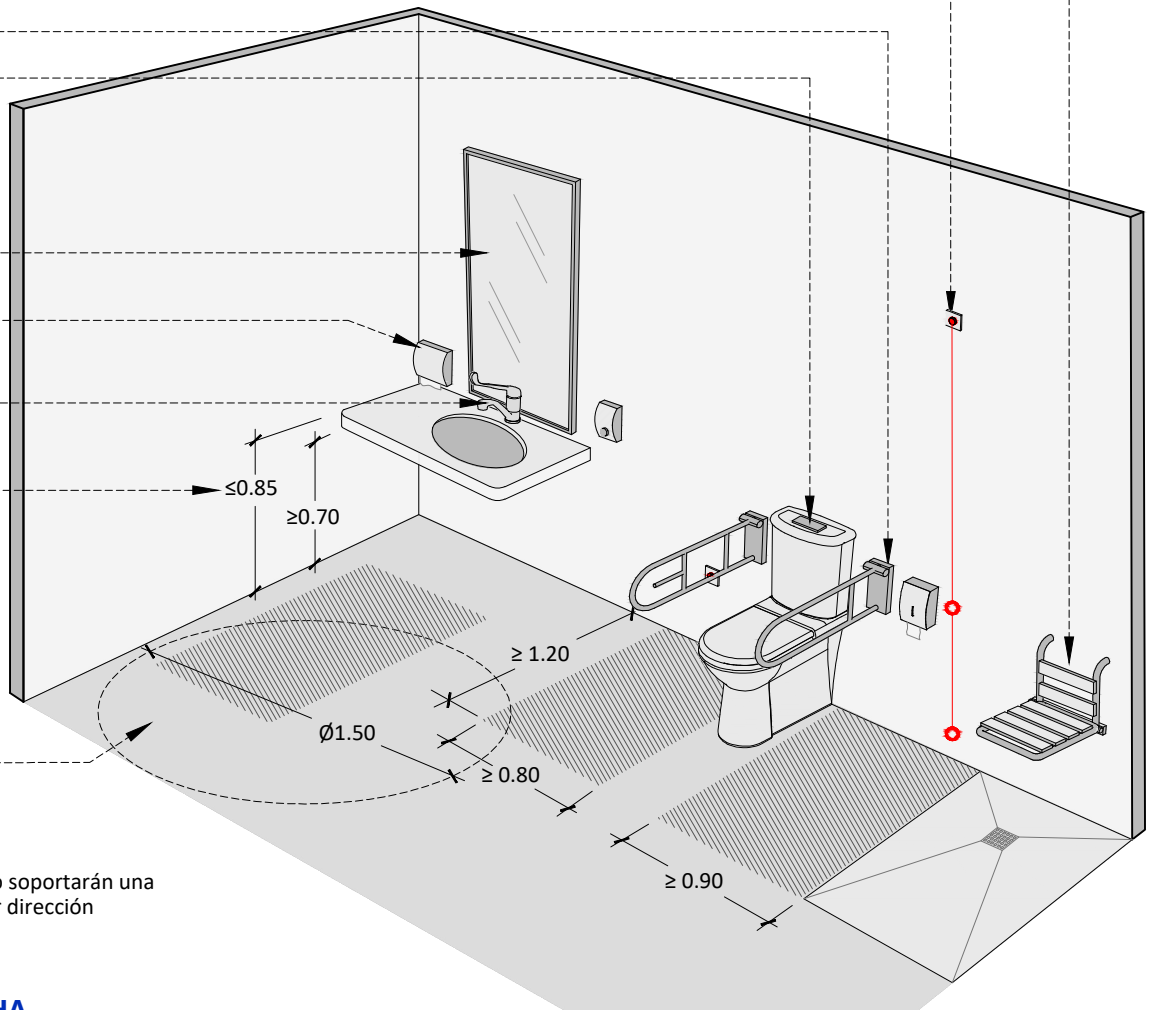 ≤0.85
≥0.70
≥ 1.20
Ø1.50
≥ 0.80
≥ 0.90
soportarán una
dirección